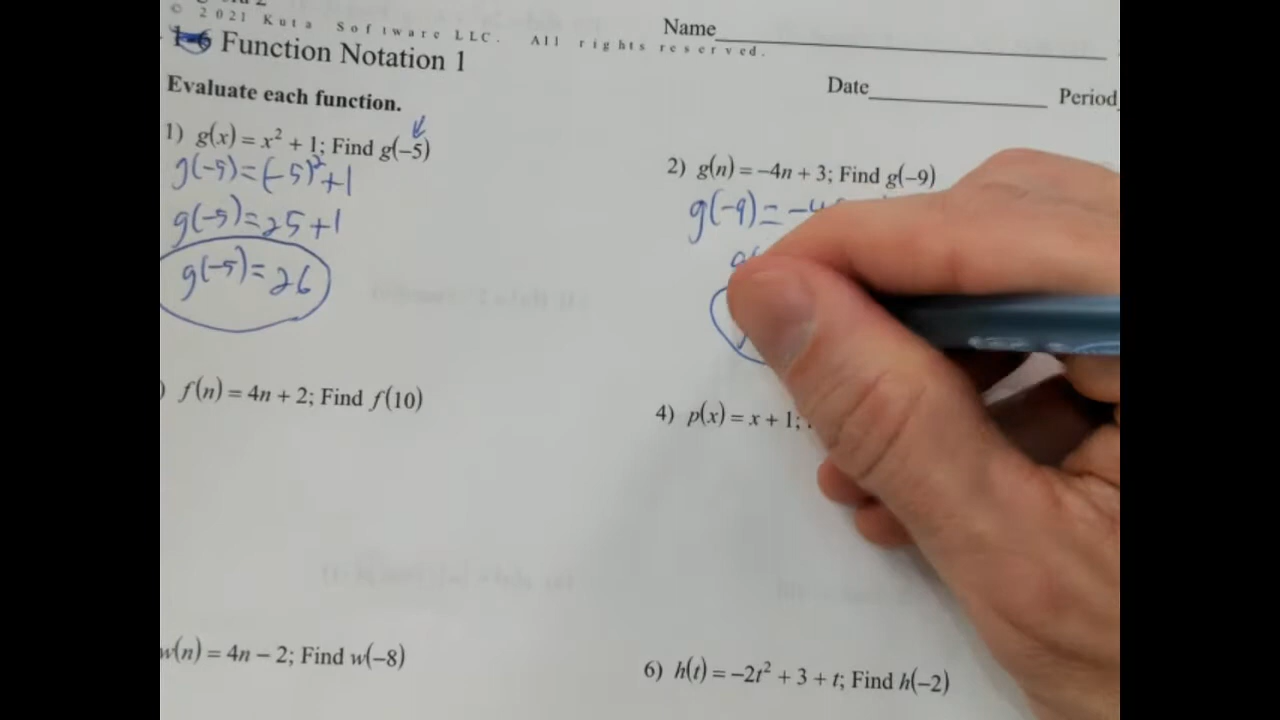 © 2021 Kuta Software LLC. All rights reserved.
Name
1-6 Function Notation 1
Date Period
Evaluate each function.
1) g(x) = x² + 1; Find g(−5)
g(-5)=(-5)²+1
g(-5)=25+1
g(-5)=26
2) g(n) = −4n + 3; Find g(−9)
g(-9)=-4
) f(n) = 4n + 2; Find f(10)
4) p(x) = x + 1;
w(n) = 4n − 2; Find w(−8)
6) h(t) = −2t² + 3 + t; Find h(−2)